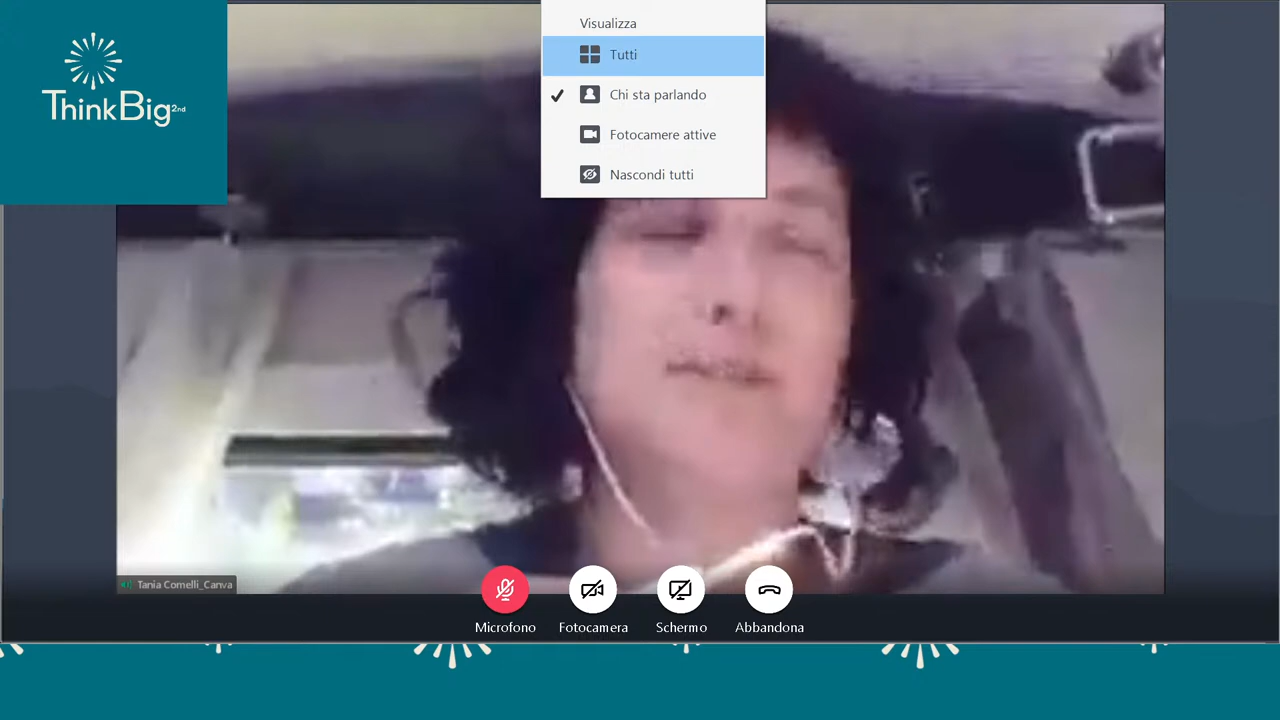 ThinkBig2nd
Visualizza
Tutti
Chi sta parlando
Fotocamere attive
Nascondi tutti
Tania Comelli_Canva
Microfono
Fotocamera
Schermo
Abbandona